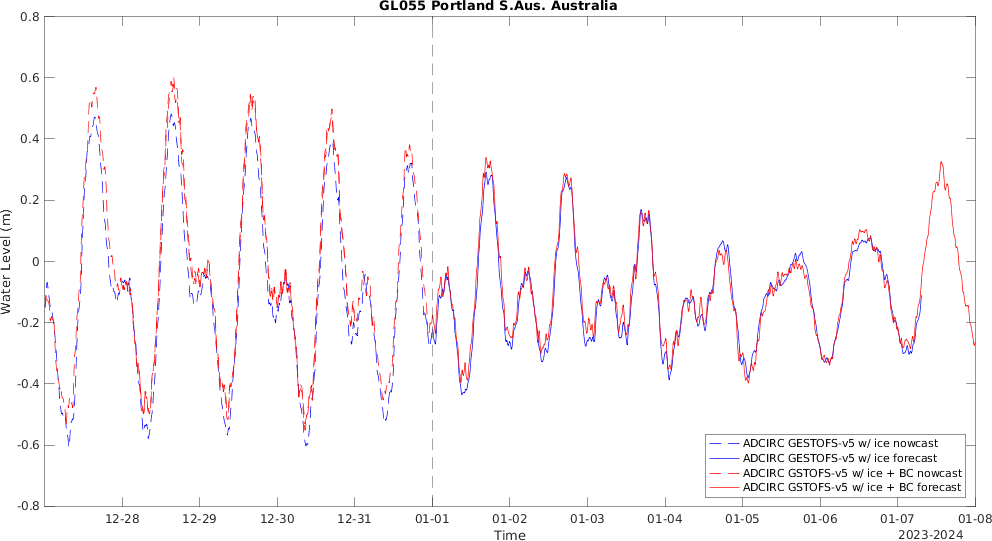 GL055 Portland S.Aus. Australia
0.8
0.6
0.4
0.2
0
-0.2
-0.4
-0.6
-0.8
Water Level (m)
ADCIRC GESTOFS-v5 w/ ice nowcast
ADCIRC GESTOFS-v5 w/ ice forecast
ADCIRC GSTOFS-v5 w/ ice + BC nowcast
ADCIRC GSTOFS-v5 w/ ice + BC forecast
12-28 12-29 12-30 12-31 01-01 01-02 01-03 01-04 01-05 01-06 01-07 01-08
Time
2023-2024